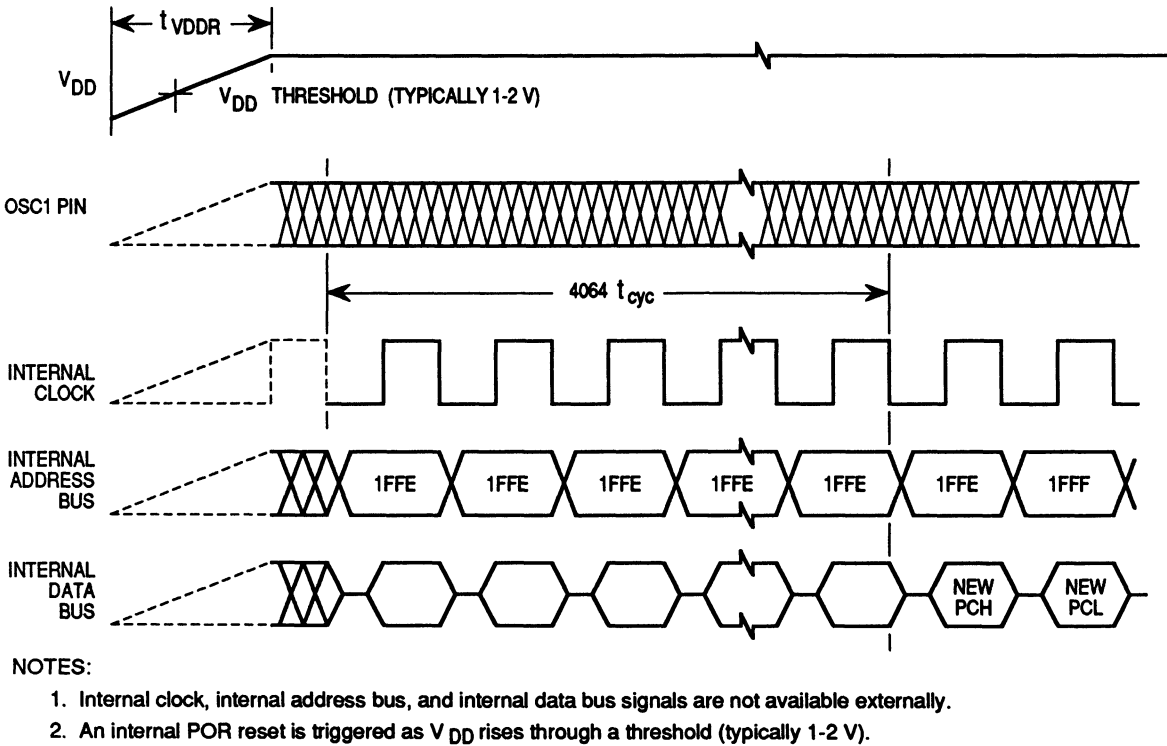 t VDDR
V DD
V DD THRESHOLD (TYPICALLY 1-2 V)
OSC1 PIN
4064 t cyc
INTERNAL
CLOCK
INTERNAL
ADDRESS
BUS
1FFE 1FFE 1FFE 1FFE 1FFE 1FFE 1FFF
INTERNAL
DATA
BUS
NEW
PCH
NEW
PCL
NOTES:
1. Internal clock, internal address bus, and internal data bus signals are not available externally.
2. An internal POR reset is triggered as V DD rises through a threshold (typically 1-2 V).